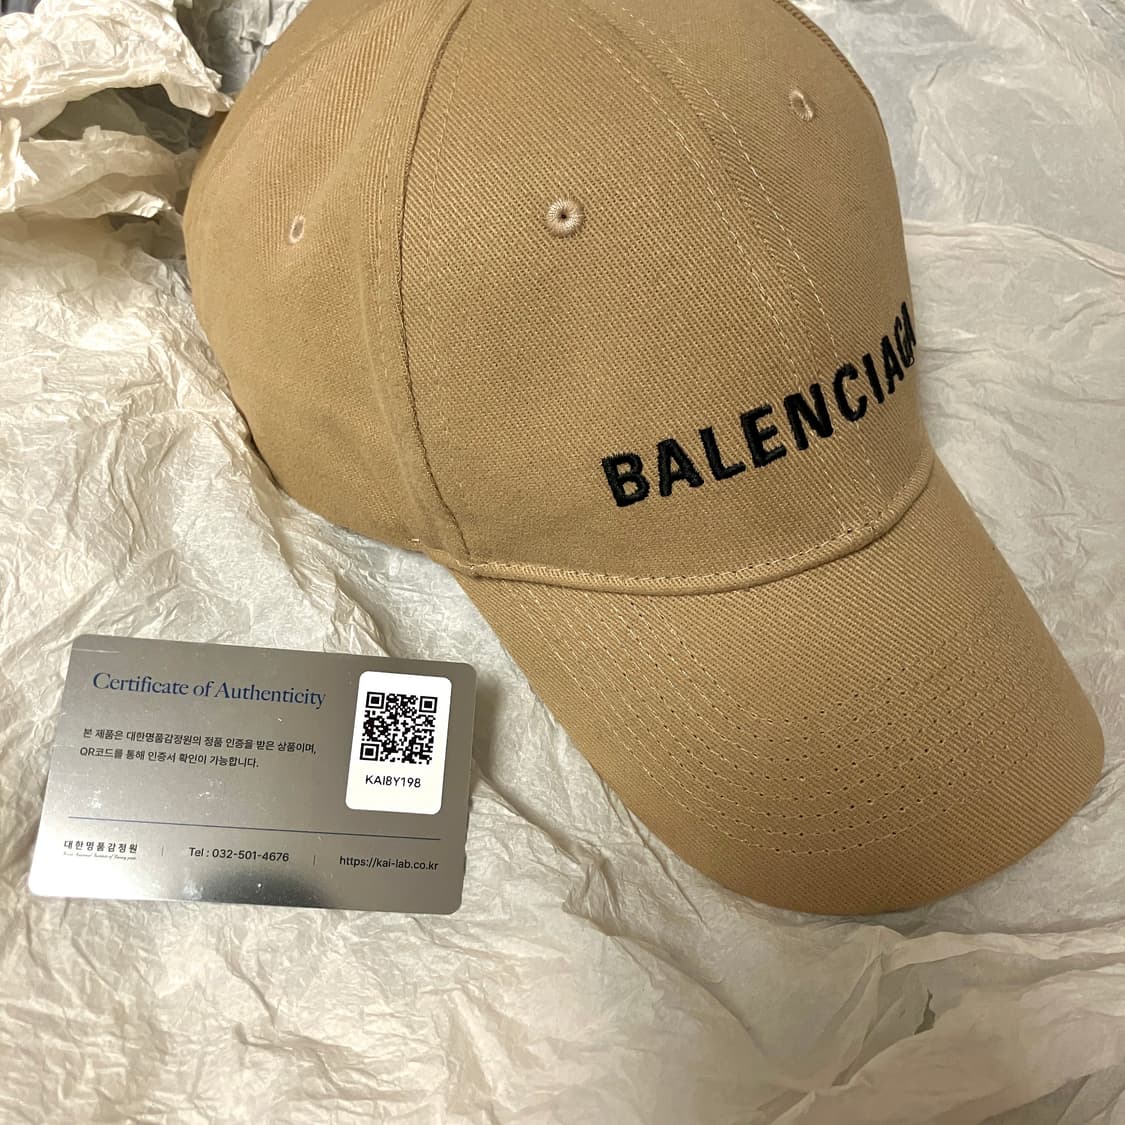 BALENCIAGA
Certificate of Authenticity
본 제품은 대한명품감정원의 정품 인증을 받은 상품이며,
QR코드를 통해 인증서 확인이 가능합니다.
KAI8Y198
대한명품감정원
Tel : 032-501-4676
https://kai-lab.co.kr